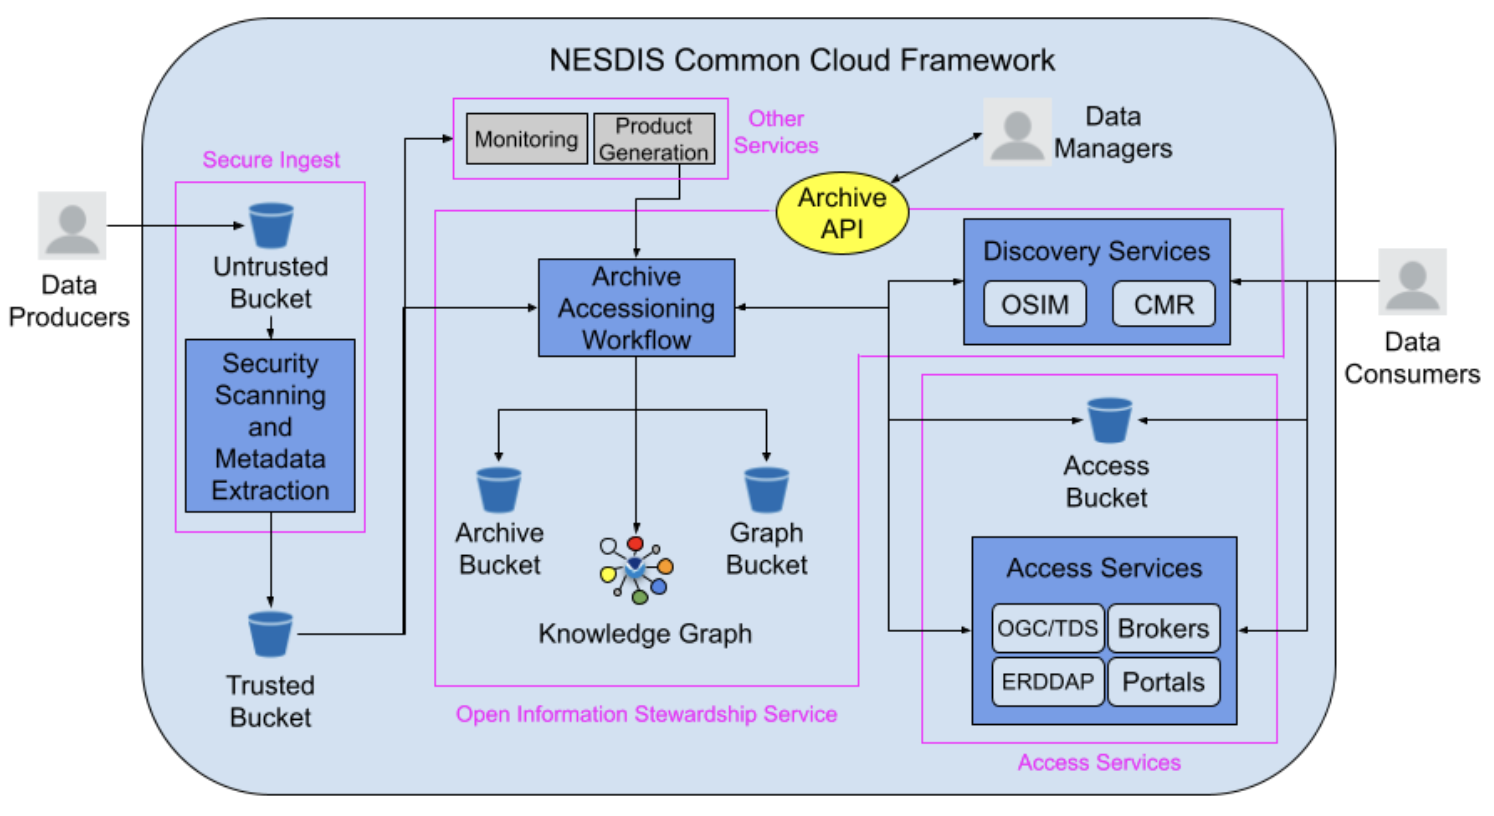 NESDIS Common Cloud Framework
Secure Ingest
Data
Producers
Untrusted
Bucket
Security
Scanning
and
Metadata
Extraction
Trusted
Bucket
Monitoring
Product
Generation
Other
Services
Archive
API
Data
Managers
Archive
Accessioning
Workflow
Archive
Bucket
Knowledge Graph
Graph
Bucket
Open Information Stewardship Service
Discovery Services
OSIM
CMR
Data
Consumers
Access
Bucket
Access Services
OGC/TDS
Brokers
ERDDAP
Portals
Access Services